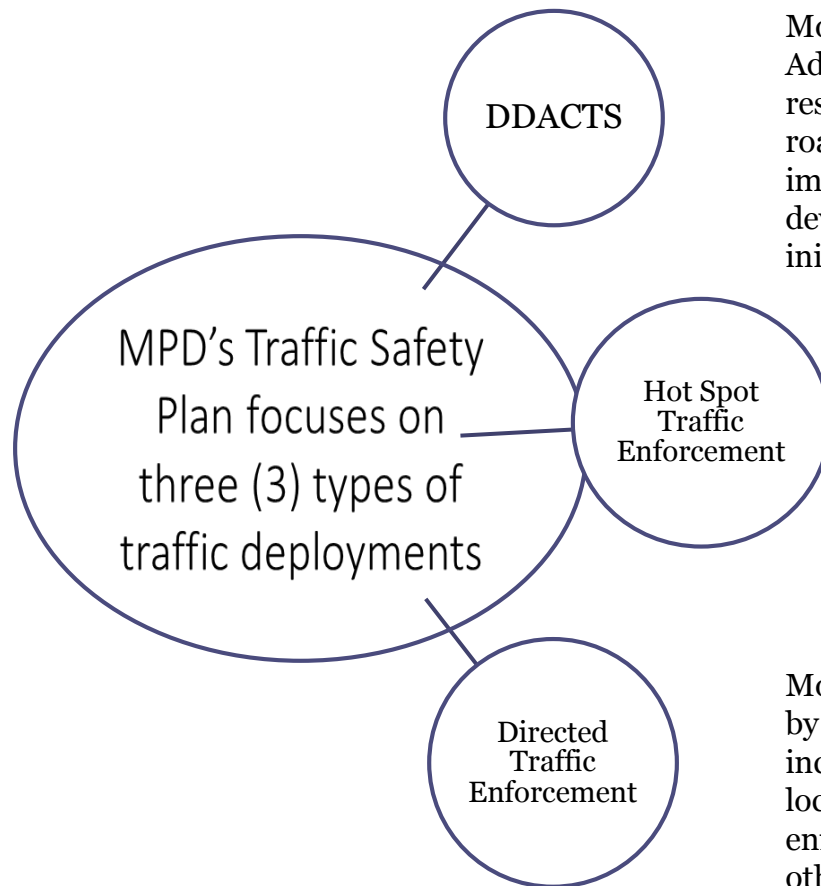 DDACTS
MPD's Traffic Safety
Plan focuses on
three (3) types of
traffic deployments
Hot Spot
Traffic
Enforcement
Directed
Traffic
Enforcement
by